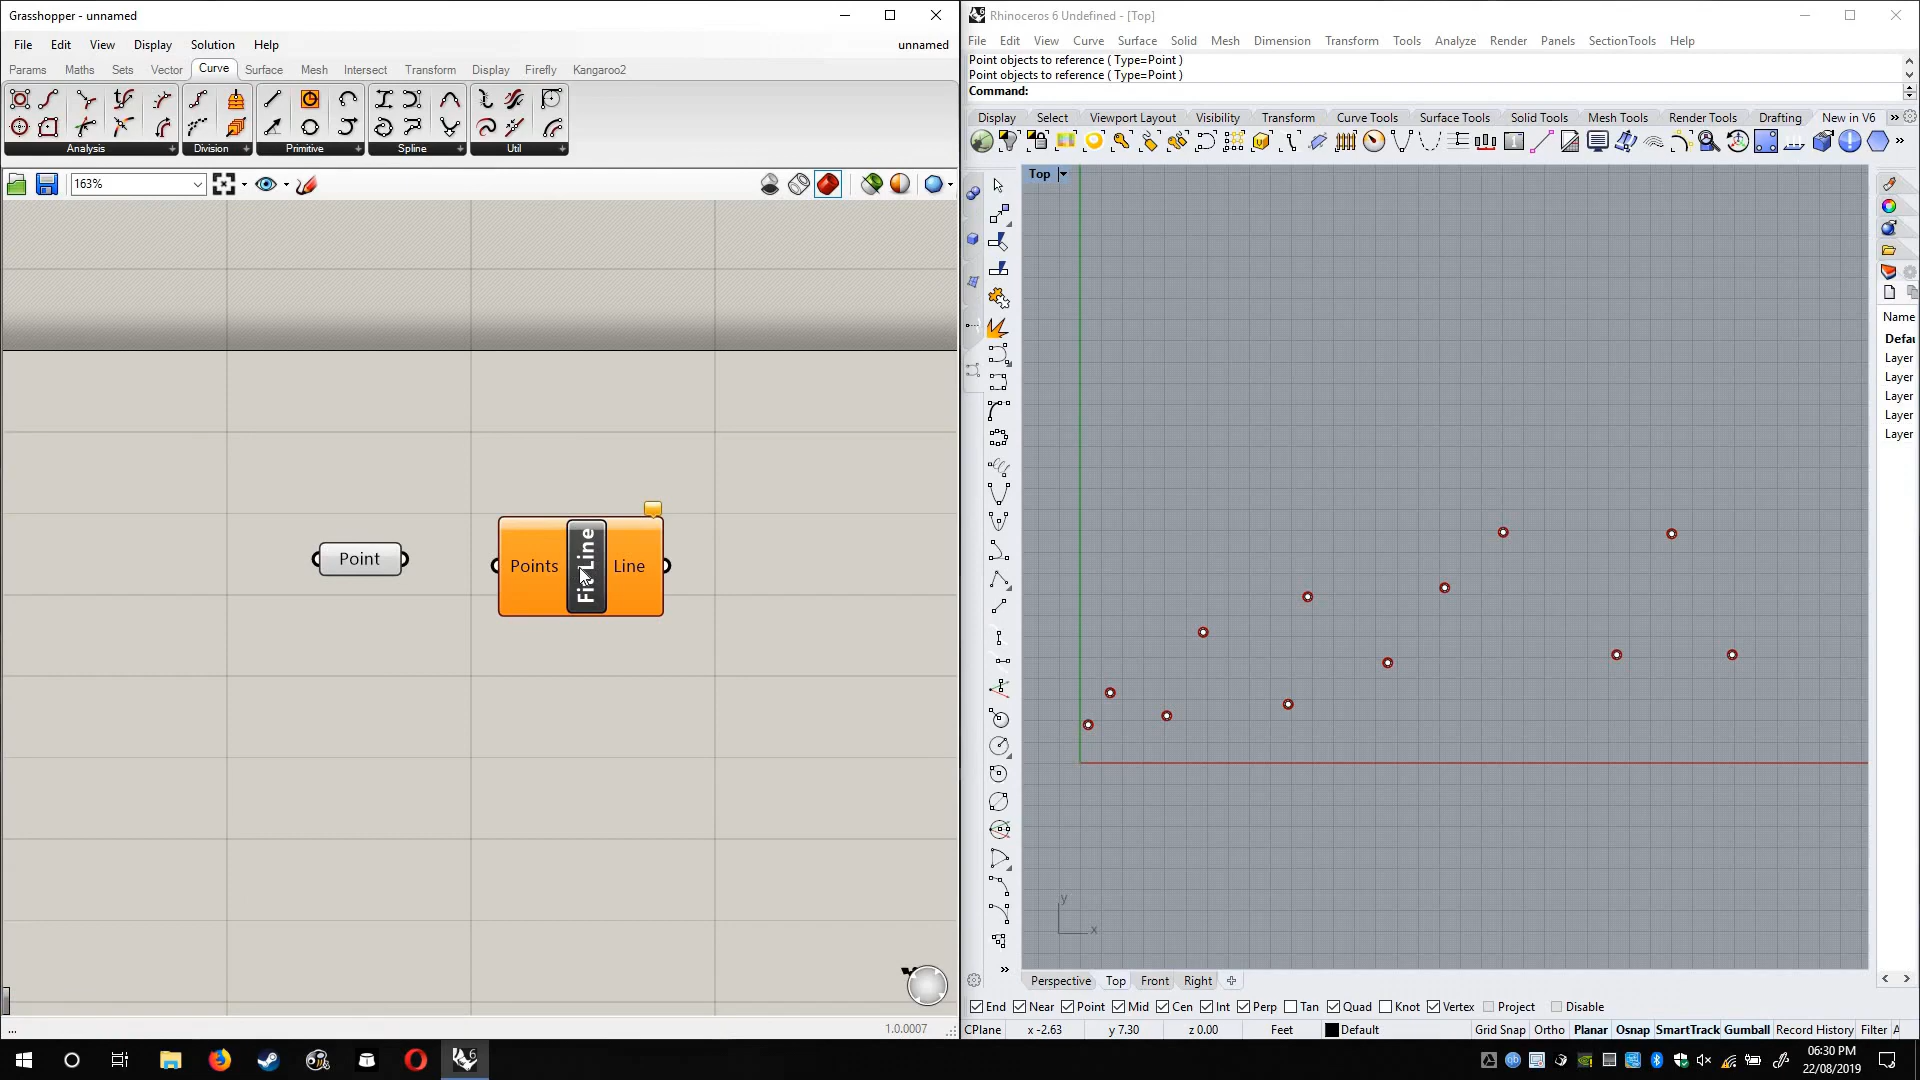 Grasshopper - unnamed
File Edit View Display Solution Help unnamed
Params Maths Sets Vector Curve Surface Mesh Intersect Transform Display Firefly Kangaroo2
Analysis Division Primitive Spline Util
163%
Point
Points Fit Line Line
1.0.0007
...
Rhinoceros 6 Undefined - [Top]
File Edit View Curve Surface Solid Mesh Dimension Transform Tools Analyze Render Panels SectionTools Help
Point objects to reference ( Type=Point )
Point objects to reference ( Type=Point )
Command:
Display Select Viewport Layout Visibility Transform Curve Tools Surface Tools Solid Tools Mesh Tools Render Tools Drafting New in V6
Top
Name
Defau
Layer
Layer
Layer
Layer
Layer
y
x
Perspective Top Front Right
End Near Point Mid Cen Int Perp Tan Quad Knot Vertex Project Disable
CPlane x -2.63 y 7.30 z 0.00 Feet Default Grid Snap Ortho Planar Osnap SmartTrack Gumball Record History Filter A
06:30 PM
22/08/2019